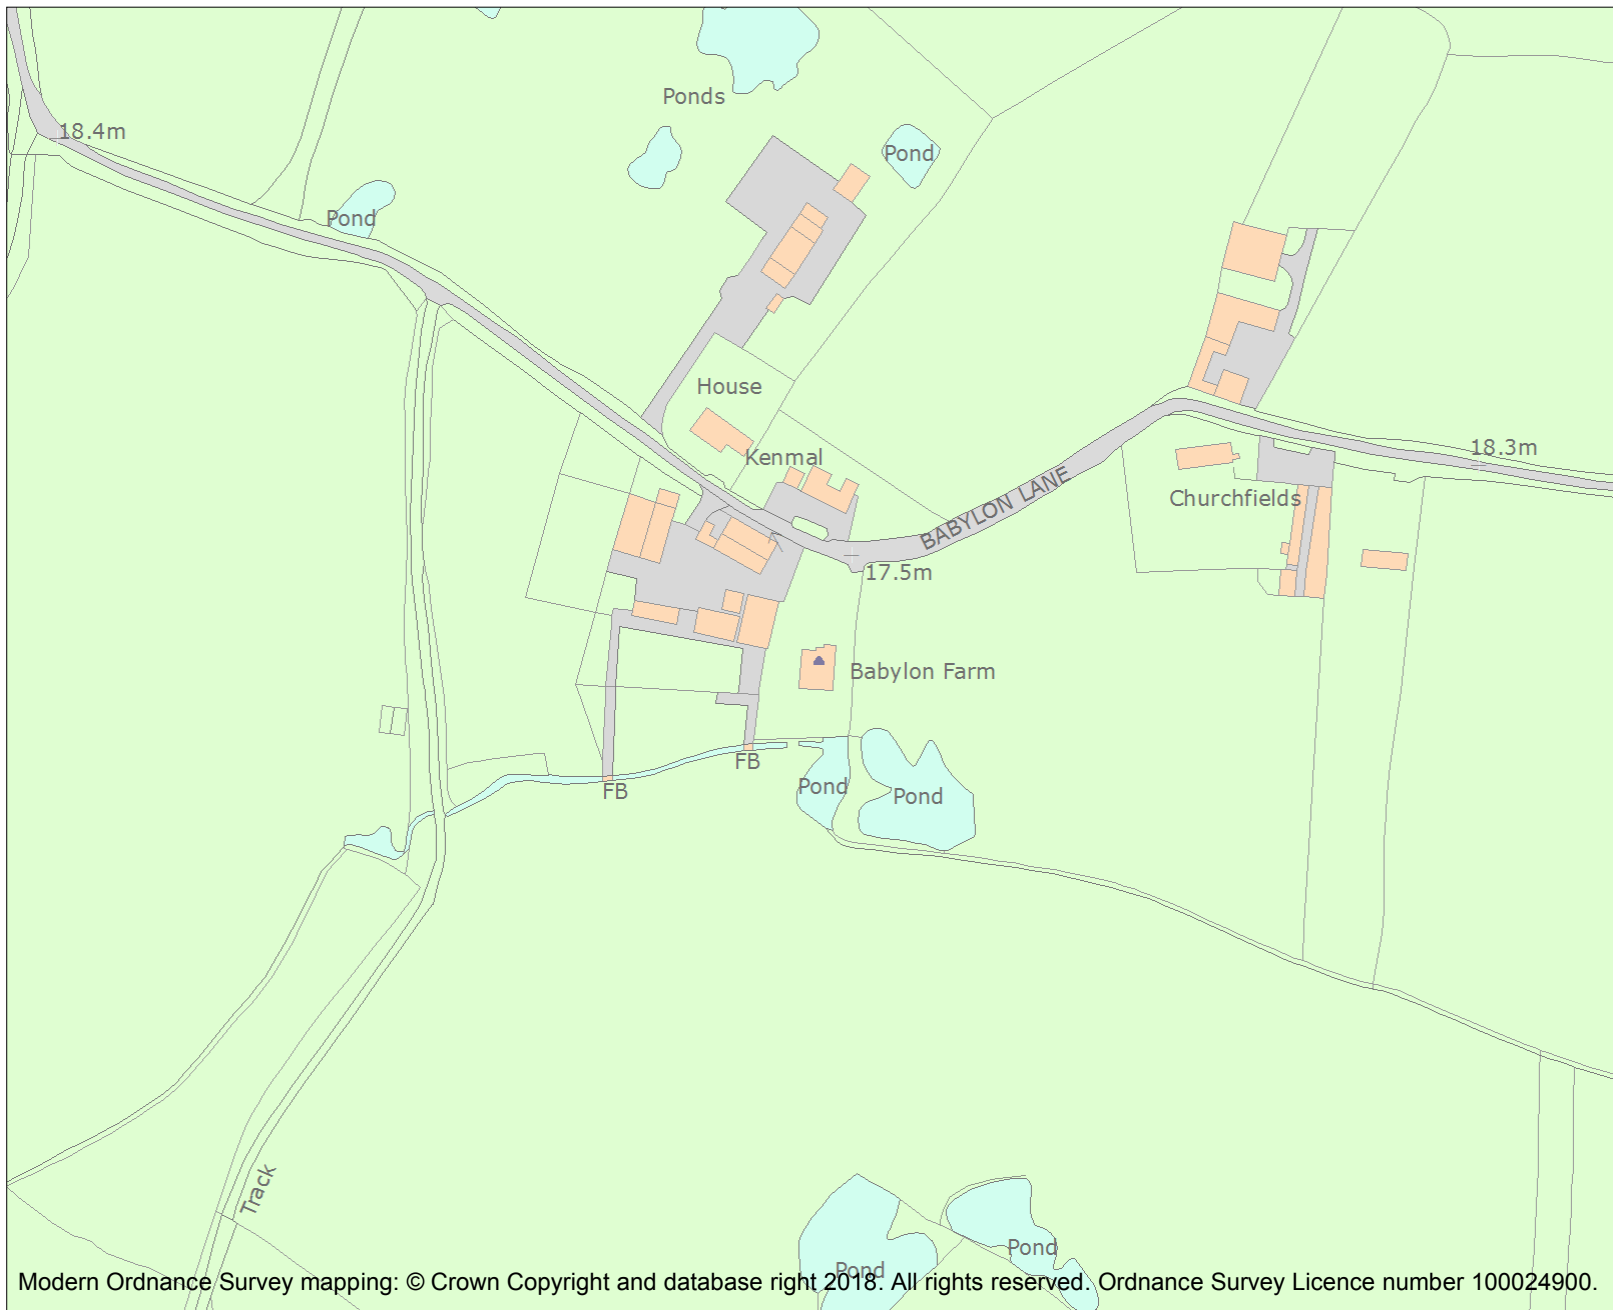 Ponds
18.4m
Pond
Pond
House
Kenmal
18.3m
BABYLON LANE
Churchfields
17.5m
Babylon Farm
FB
FB
Pond
Pond
Track
Pond
Pond
Modern Ordnance Survey mapping: © Crown Copyright and database right 2018. All rights reserved. Ordnance Survey Licence number 100024900.